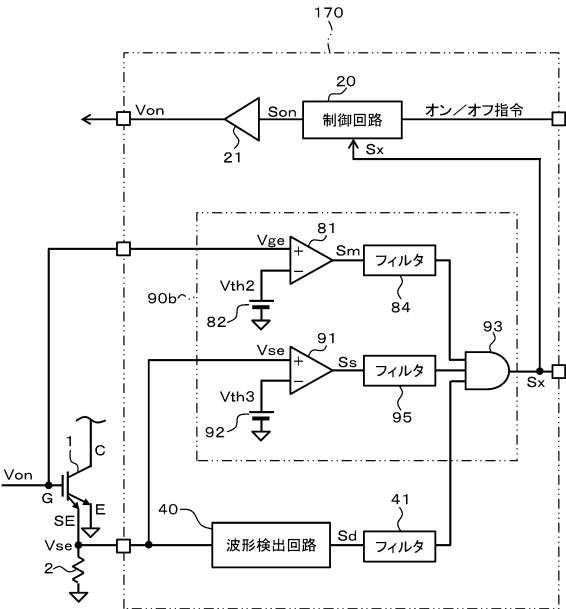 170
Von
Son
20
制御回路
オン／オフ指令
21
Sx
Vge
81
Sm
フィルタ
84
Vth2
82
90b
93
Vse
91
Ss
フィルタ
95
Sx
Vth3
92
1
C
Von
G
E
SE
40
41
Vse
波形検出回路
Sd
フィルタ
2